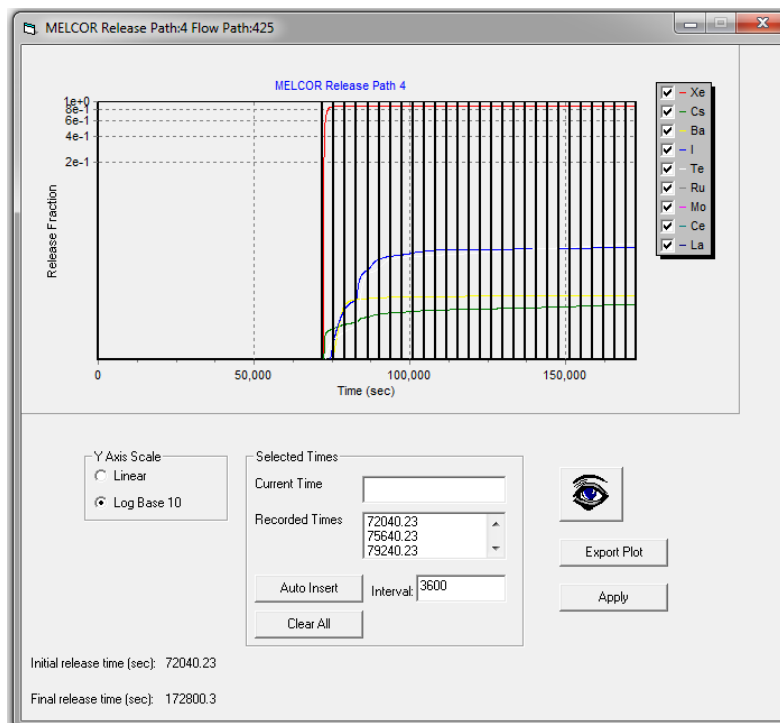 MELCOR Release Path:4 Flow Path:425
MELCOR Release Path 4
1e+0
8e-1
6e-1
4e-1
2e-1
Release Fraction
0
50,000
100,000
150,000
Time (sec)
Xe
Cs
Ba
I
Te
Ru
Mo
Ce
La
Y Axis Scale
Linear
Log Base 10
Selected Times
Current Time
Recorded Times
72040.23
75640.23
79240.23
Auto Insert
Interval:
3600
Clear All
Export Plot
Apply
Initial release time (sec): 72040.23
Final release time (sec): 172800.3